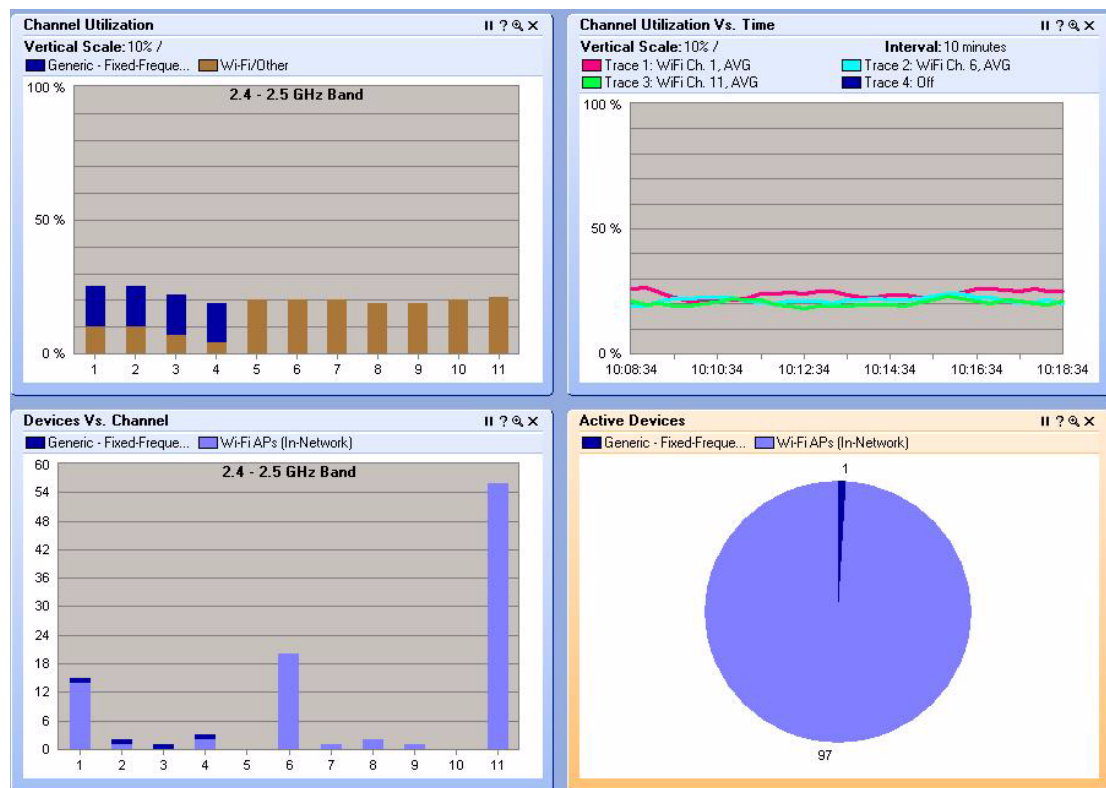 Channel Utilization
Vertical Scale: 10% /
Generic - Fixed-Freque... Wi-Fi/Other
2.4 - 2.5 GHz Band
100 %
50 %
0 %
1 2 3 4 5 6 7 8 9 10 11
Channel Utilization Vs. Time
Vertical Scale: 10% / Interval: 10 minutes
Trace 1: WiFi Ch. 1, AVG Trace 2: WiFi Ch. 6, AVG
Trace 3: WiFi Ch. 11, AVG Trace 4: Off
100 %
50 %
0 %
10:08:34 10:10:34 10:12:34 10:14:34 10:16:34 10:18:34
Devices Vs. Channel
Generic - Fixed-Freque... Wi-Fi APs (In-Network)
2.4 - 2.5 GHz Band
60
54
48
42
36
30
24
18
12
6
0
1 2 3 4 5 6 7 8 9 10 11
Active Devices
Generic - Fixed-Freque... Wi-Fi APs (In-Network)
1
97